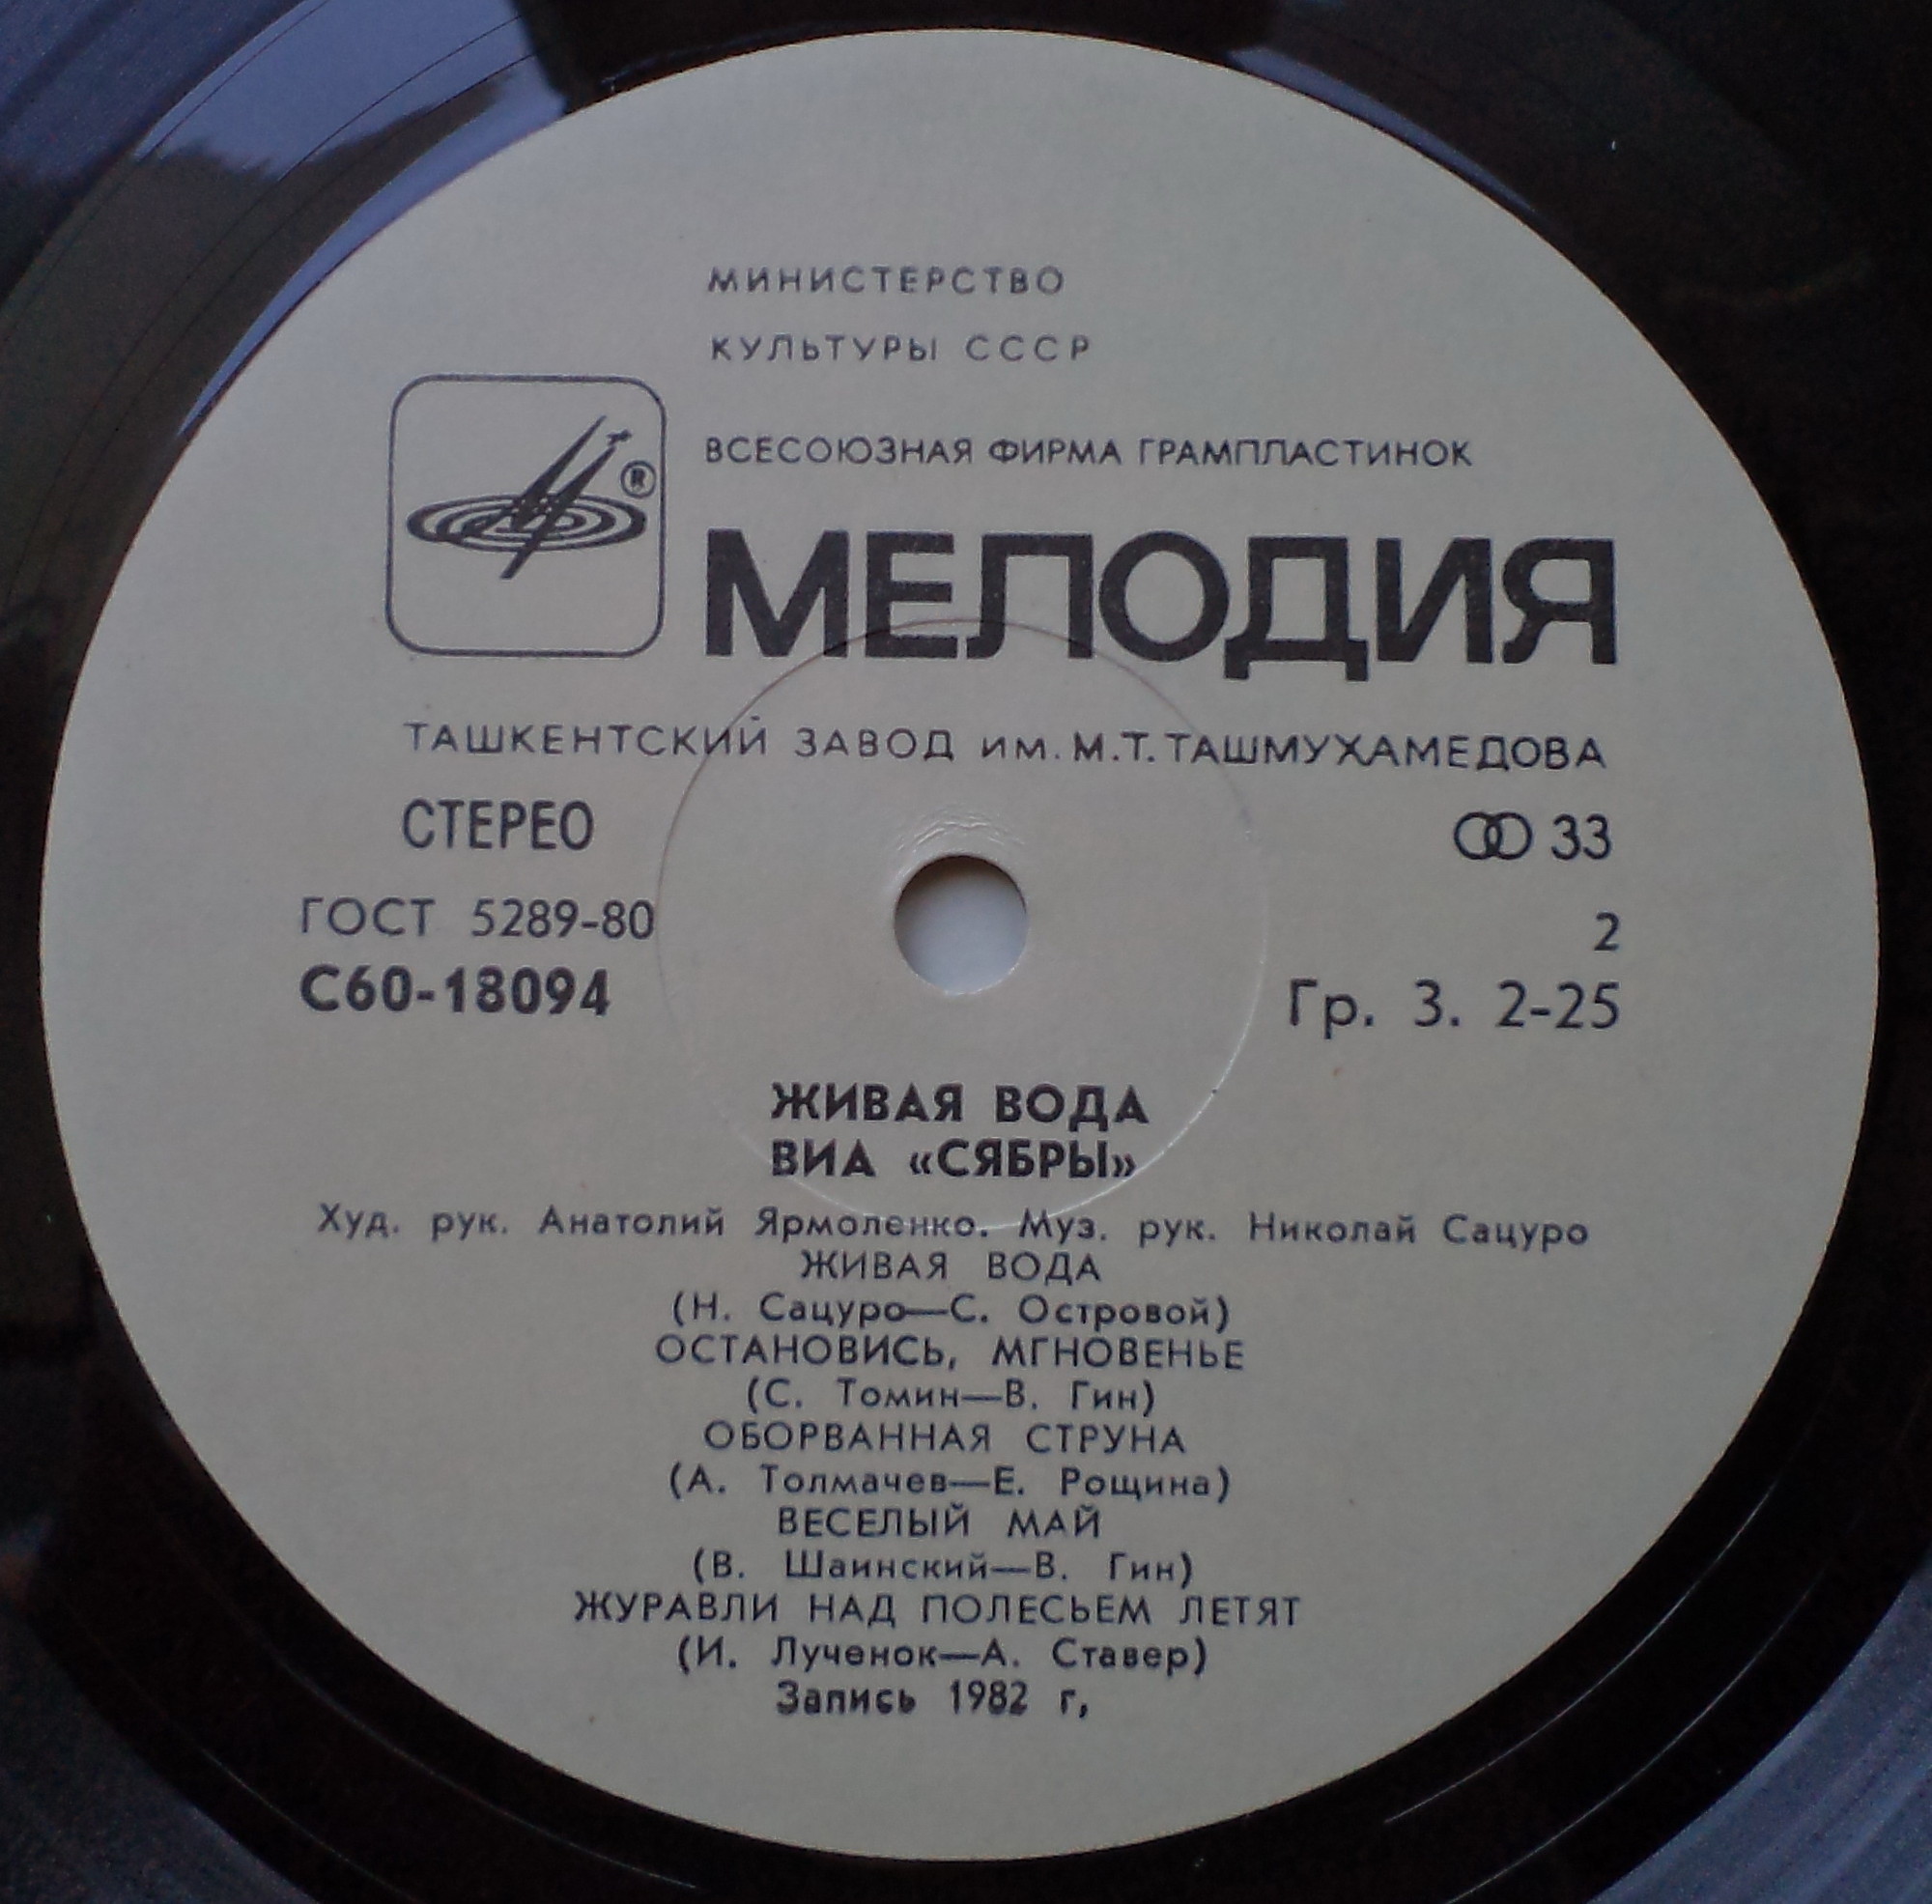 МИНИСТЕРСТВО
КУЛЬТУРЫ СССР
ВСЕСОЮЗНАЯ ФИРМА ГРАМПЛАСТИНОК
®
МЕЛОДИЯ
ТАШКЕНТСКИЙ ЗАВОД им. М.Т. ТАШМУХАМЕДОВА
СТЕРЕО 33
ГОСТ 5289-80 2
С60-18094 Гр. 3. 2-25
ЖИВАЯ ВОДА
ВИА «СЯБРЫ»
Худ. рук. Анатолий Ярмоленко. Муз. рук. Николай Сацуро
ЖИВАЯ ВОДА
(Н. Сацуро—С. Островой)
ОСТАНОВИСЬ, МГНОВЕНЬЕ
(С. Томин—В. Гин)
ОБОРВАННАЯ СТРУНА
(А. Толмачев—Е. Рощина)
ВЕСЕЛЫЙ МАЙ
(В. Шаинский—В. Гин)
ЖУРАВЛИ НАД ПОЛЕСЬЕМ ЛЕТЯТ
(И. Лученок—А. Ставер)
Запись 1982 г,